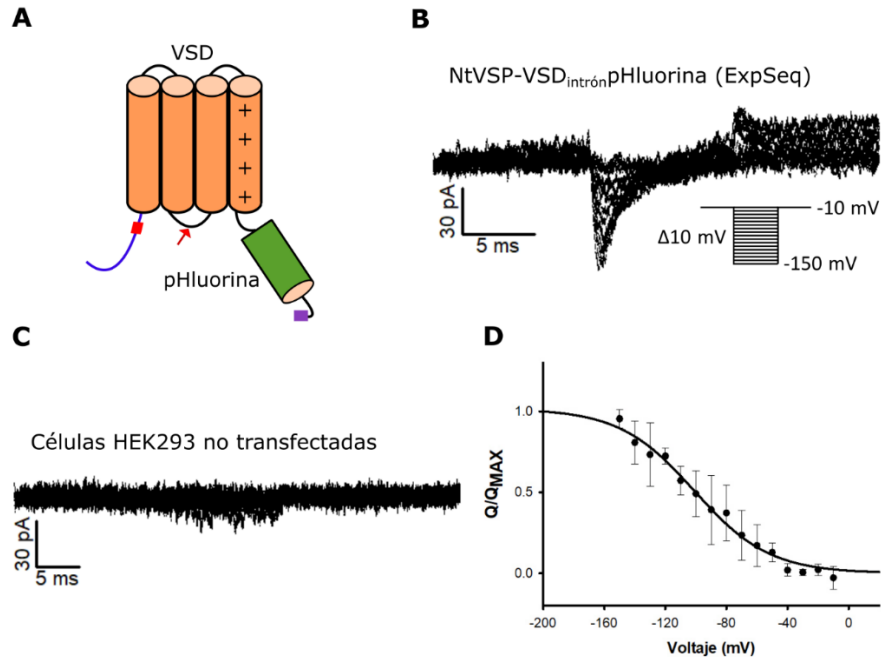 A
VSD
+
+
+
+
pHluorina
B
NtVSP-VSDintrónpHluorina (ExpSeq)
30 pA
5 ms
-10 mV
Δ10 mV
-150 mV
C
Células HEK293 no transfectadas
30 pA
5 ms
D
Q/QMAX
1.0
0.5
0.0
-200 -160 -120 -80 -40 0
Voltaje (mV)